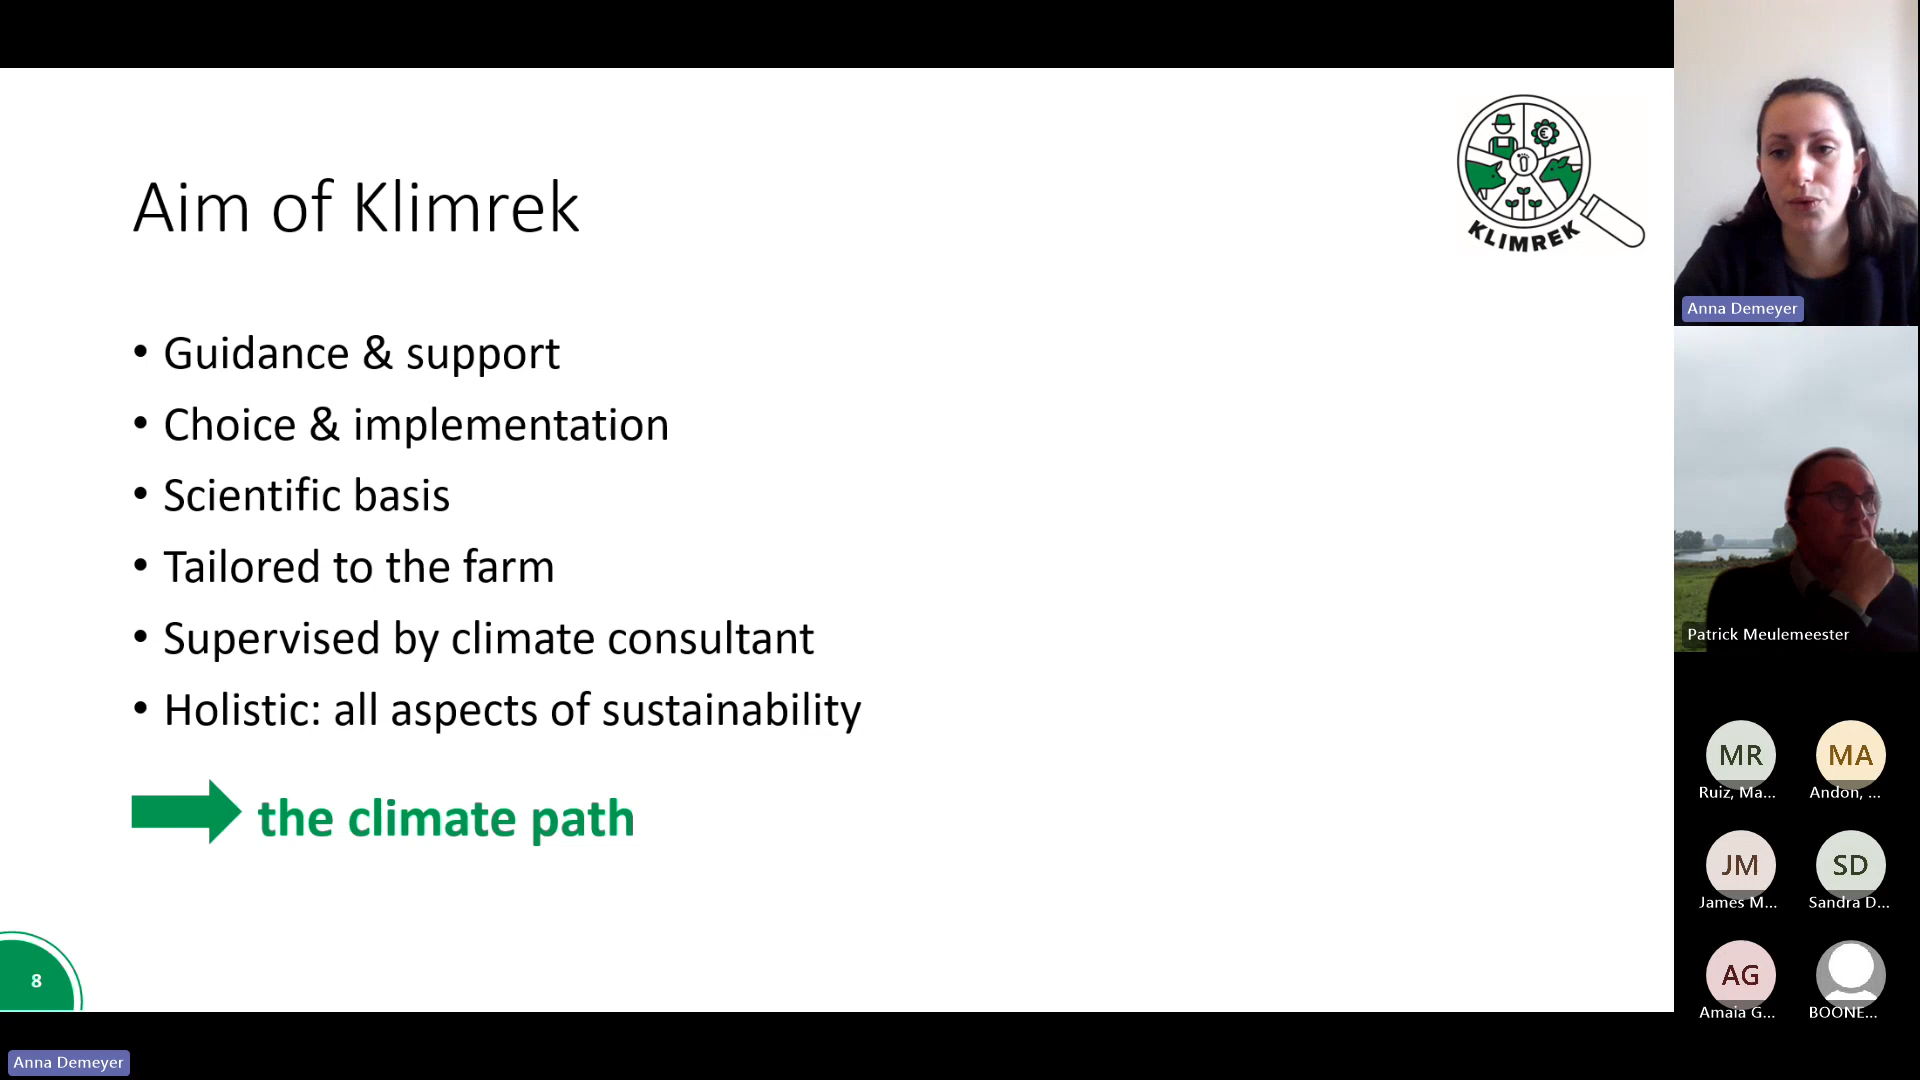 Aim of Klimrek
• Guidance & support
• Choice & implementation
• Scientific basis
• Tailored to the farm
• Supervised by climate consultant
• Holistic: all aspects of sustainability
the climate path
8
€
KLIMREK
Anna Demeyer
Patrick Meulemeester
MR
Ruiz, Ma...
MA
Andon, ...
JM
James M...
SD
Sandra D...
AG
Amaia G...
BOONE...
Anna Demeyer